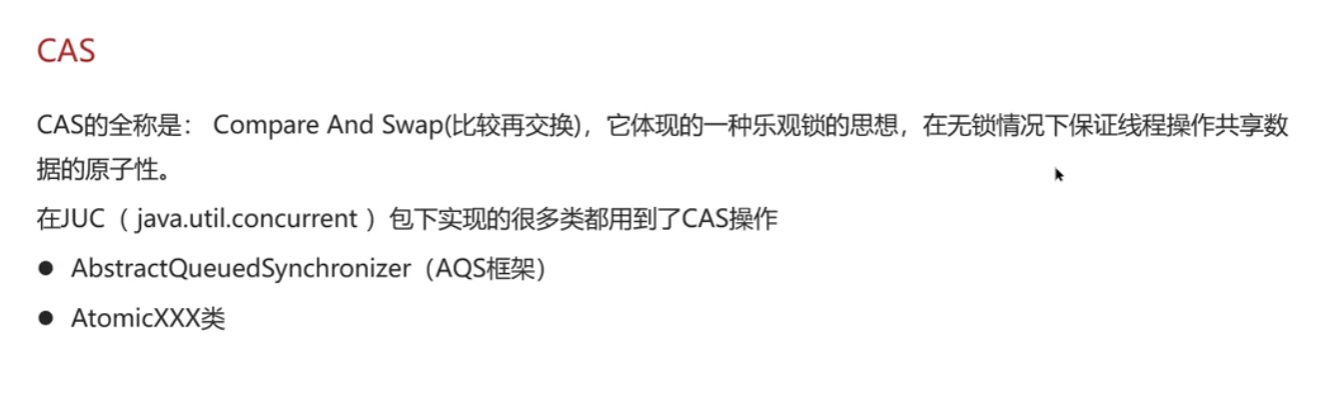 CAS
CAS的全称是： Compare And Swap(比较再交换)，它体现的一种乐观锁的思想，在无锁情况下保证线程操作共享数
据的原子性。
在JUC（ java.util.concurrent ）包下实现的很多类都用到了CAS操作
● AbstractQueuedSynchronizer（AQS框架）
● AtomicXXX类